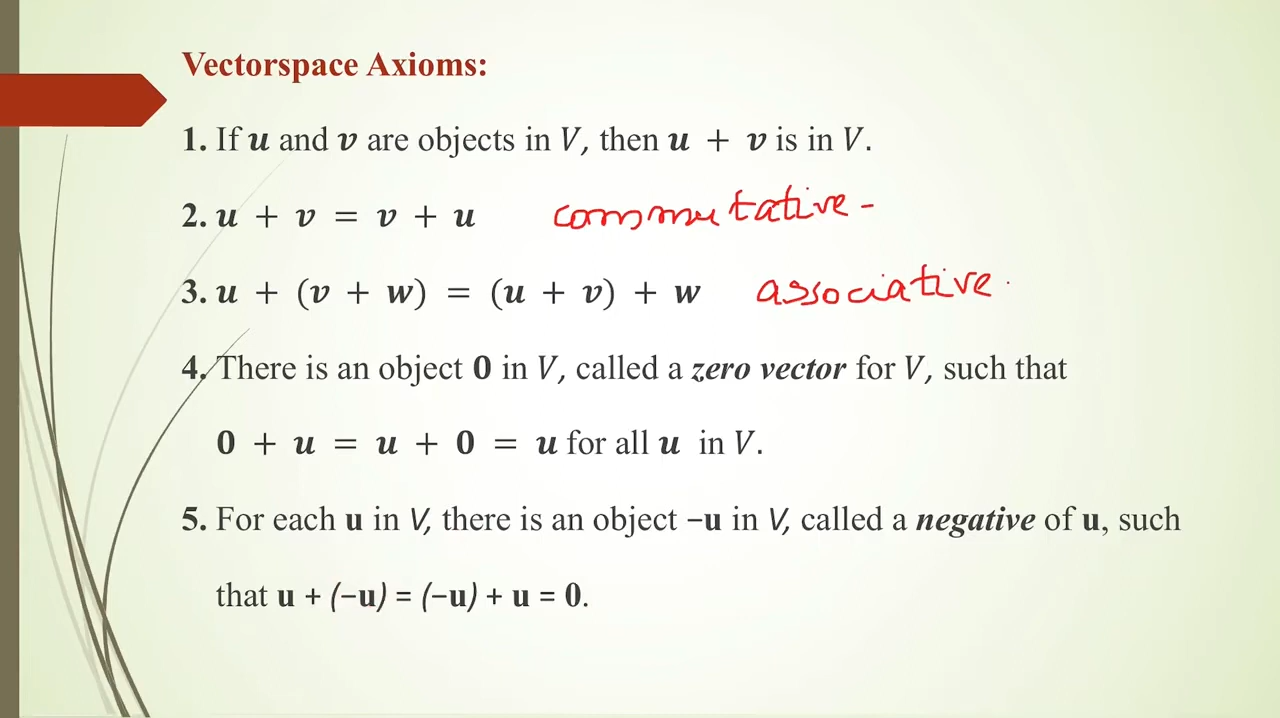 Vectorspace Axioms:
1. If u and v are objects in V, then u + v is in V.
2. u + v = v + u commutative -
3. u + (v + w) = (u + v) + w associative.
4. There is an object 0 in V, called a zero vector for V, such that
0 + u = u + 0 = u for all u in V.
5. For each u in V, there is an object −u in V, called a negative of u, such
that u + (−u) = (−u) + u = 0.